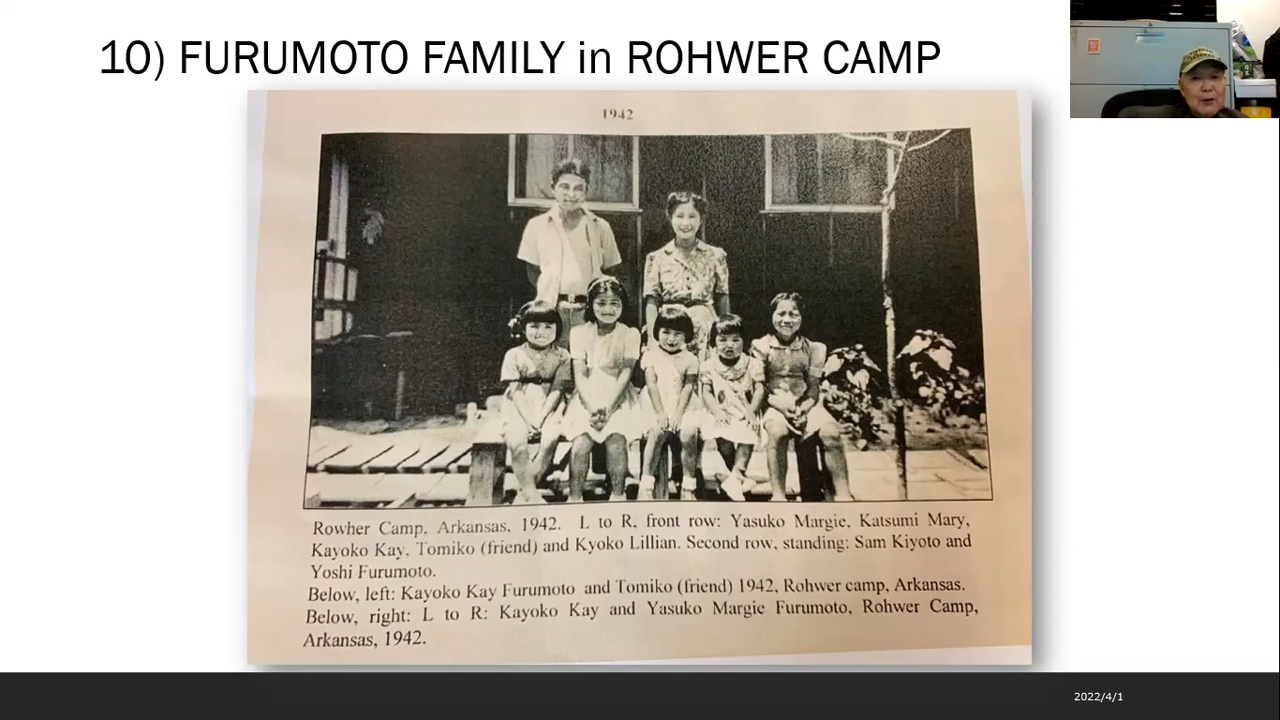 10) FURUMOTO FAMILY in ROHWER CAMP
1942
Rowher Camp, Arkansas, 1942. L to R, front row: Yasuko Margie, Katsumi Mary,
Kayoko Kay, Tomiko (friend) and Kyoko Lillian. Second row, standing: Sam Kiyoto and
Yoshi Furumoto.
Below, left: Kayoko Kay Furumoto and Tomiko (friend) 1942, Rohwer camp, Arkansas.
Below, right: L to R: Kayoko Kay and Yasuko Margie Furumoto, Rohwer Camp,
Arkansas, 1942.
2022/4/1